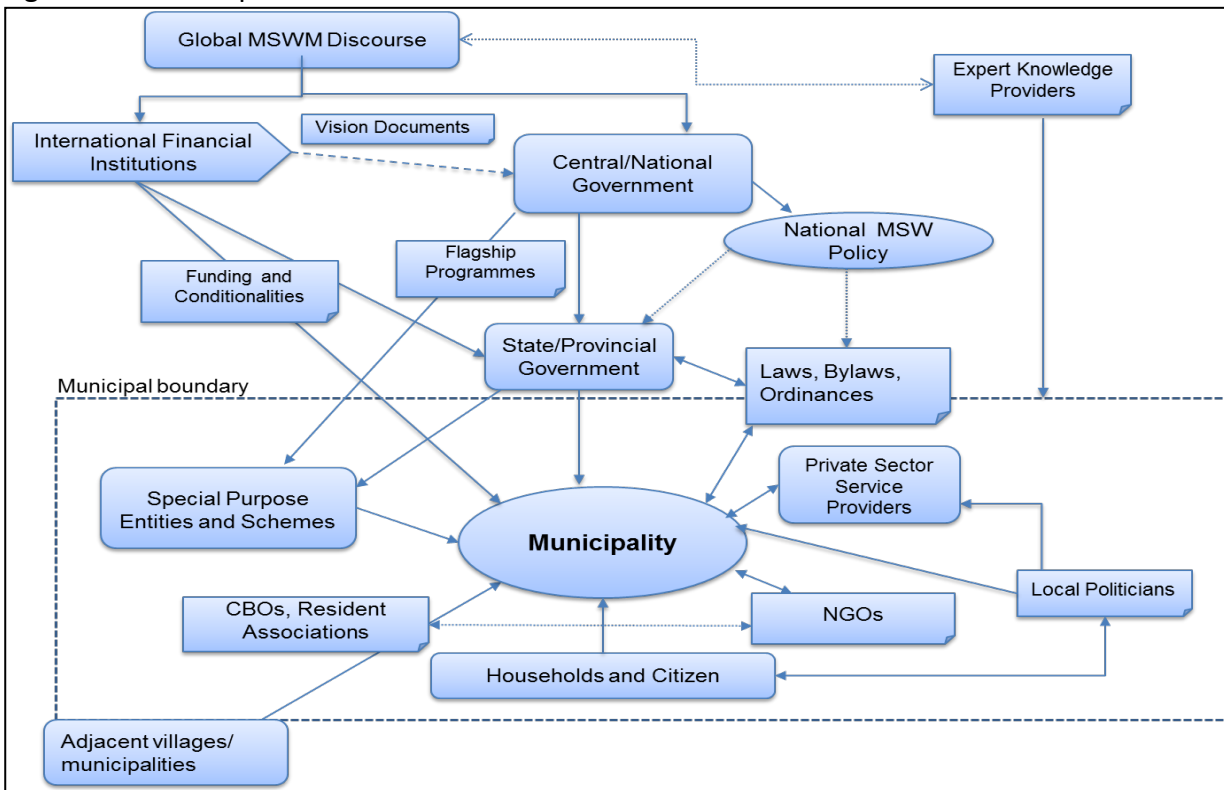 Global MSWM Discourse
Expert Knowledge
Providers
Vision Documents
International Financial
Institutions
Central/National
Government
National MSW
Policy
Flagship
Programmes
Funding and
Conditionalities
State/Provincial
Government
Laws, Bylaws,
Ordinances
Municipal boundary
Private Sector
Service
Providers
Special Purpose
Entities and Schemes
Municipality
Local Politicians
CBOs, Resident
Associations
NGOs
Households and Citizen
Adjacent villages/
municipalities